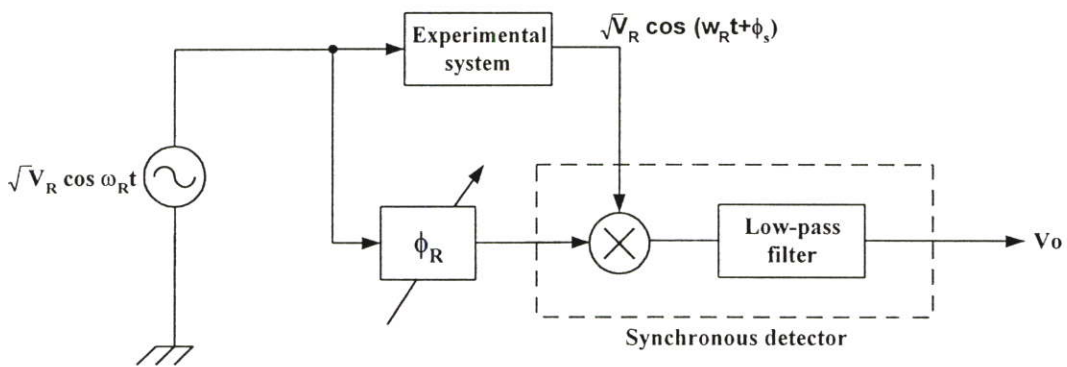 Experimental
system
√V_R cos (w_Rt+ϕ_s)
√V_R cos ω_Rt
ϕ_R
Low-pass
filter
Vo
Synchronous detector